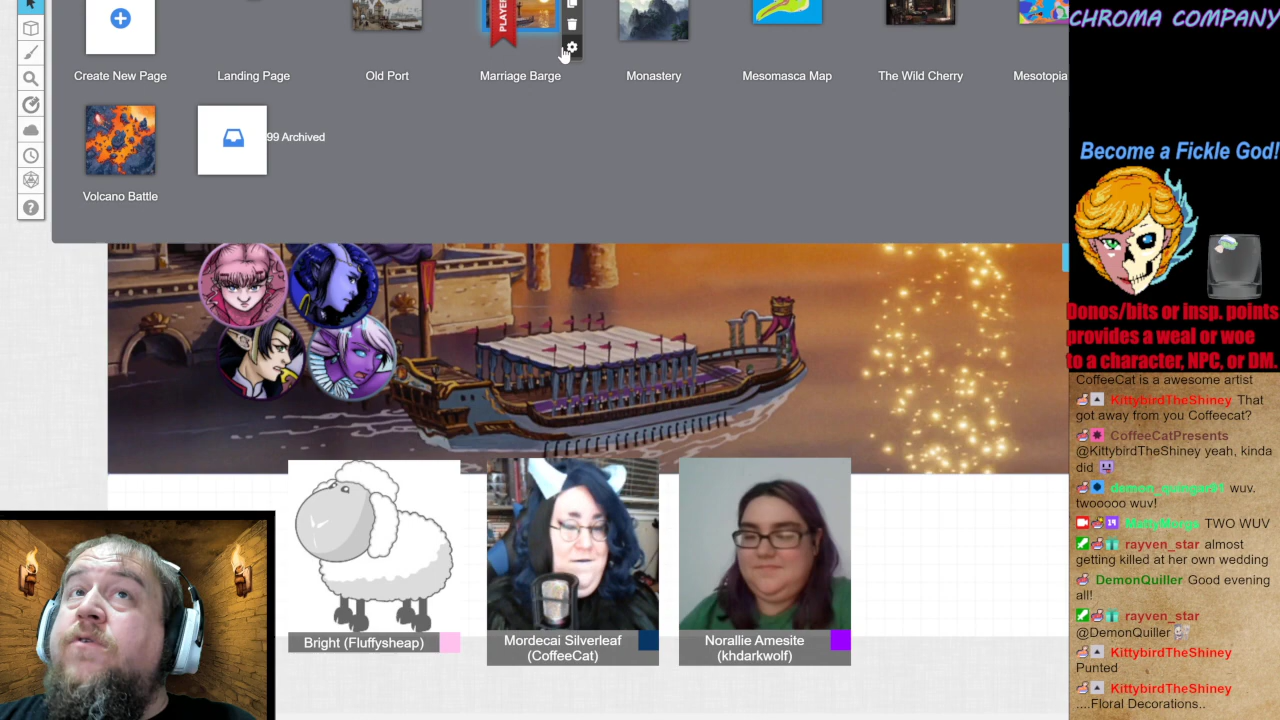 CHROMA COMPANY
PLAYER
Create New Page
Landing Page
Old Port
Marriage Barge
Monastery
Mesomasca Map
The Wild Cherry
Mesotopia
99 Archived
Volcano Battle
Become a Fickle God!
Donos/bits or insp. points
provides a weal or woe
to a character, NPC, or DM.
CoffeeCat is a awesome artist
KittybirdTheShiney That
got away from you Coffeecat?
CoffeeCatPresents
@KittybirdTheShiney yeah, kinda
did
wuv.
twooooo wuv!
MattyMarge TWO WUV
rayven_star almost
getting killed at her own wedding
DemonQuiller Good evening
all!
rayven_star
@DemonQuiller
KittybirdTheShiney
Punted
KittybirdTheShiney
....Floral Decorations..
Bright (Fluffysheap)
Mordecai Silverleaf
(CoffeeCat)
Norallie Amesite
(khdarkwolf)